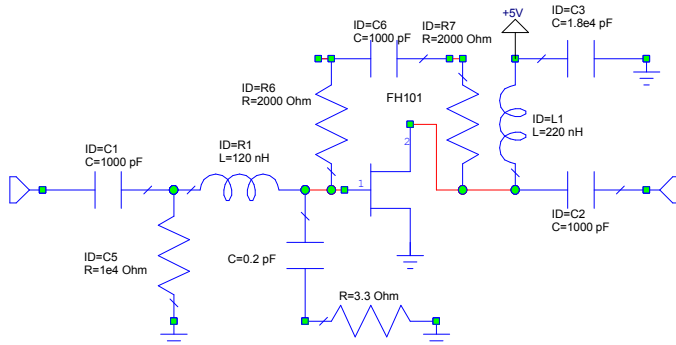 ID=C6
C=1000 pF
ID=R7
R=2000 Ohm
+5V
ID=C3
C=1.8e4 pF
ID=R6
R=2000 Ohm
FH101
ID=L1
L=220 nH
ID=C1
C=1000 pF
ID=R1
L=120 nH
2
1
ID=C2
C=1000 pF
ID=C5
R=1e4 Ohm
C=0.2 pF
R=3.3 Ohm